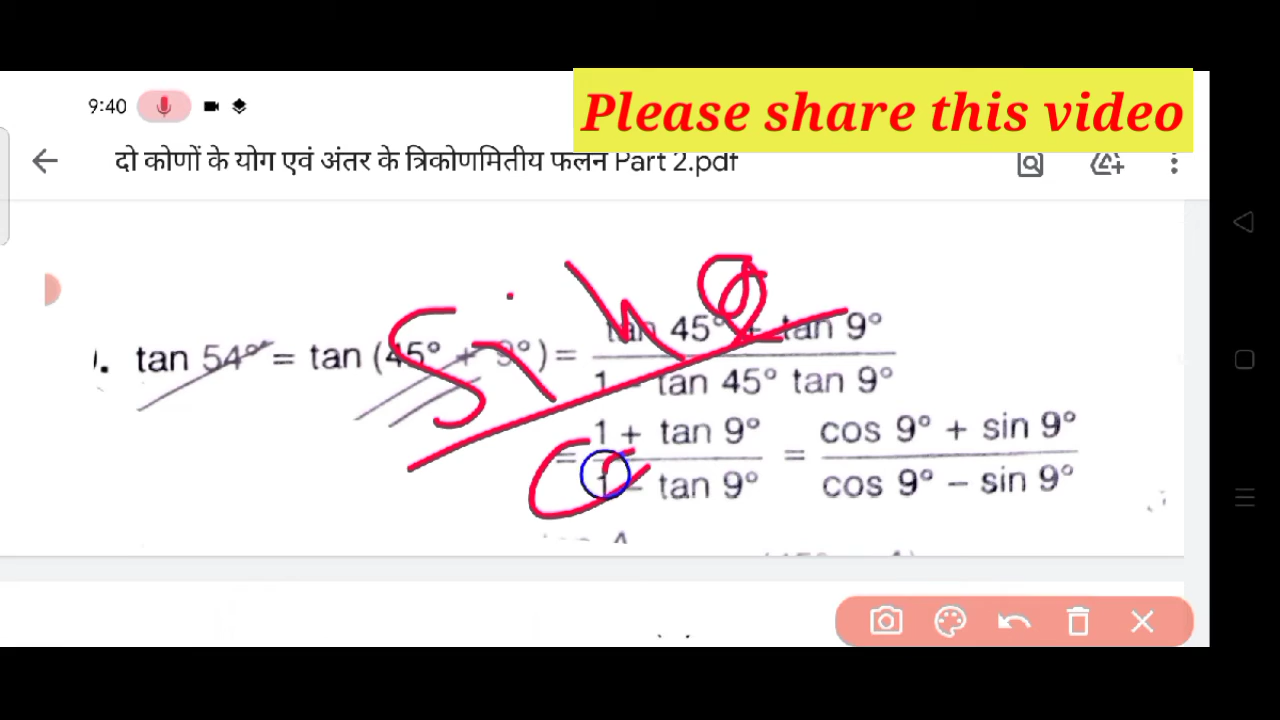 Please share this video
9:40
दो कोणों के योग एवं अंतर के त्रिकोणमितीय फलन Part 2.pdf
tan 54° = tan (45° + 9°) = tan 45° + tan 9° / 1 - tan 45° tan 9°
= 1 + tan 9° / 1 - tan 9° = cos 9° + sin 9° / cos 9° - sin 9°